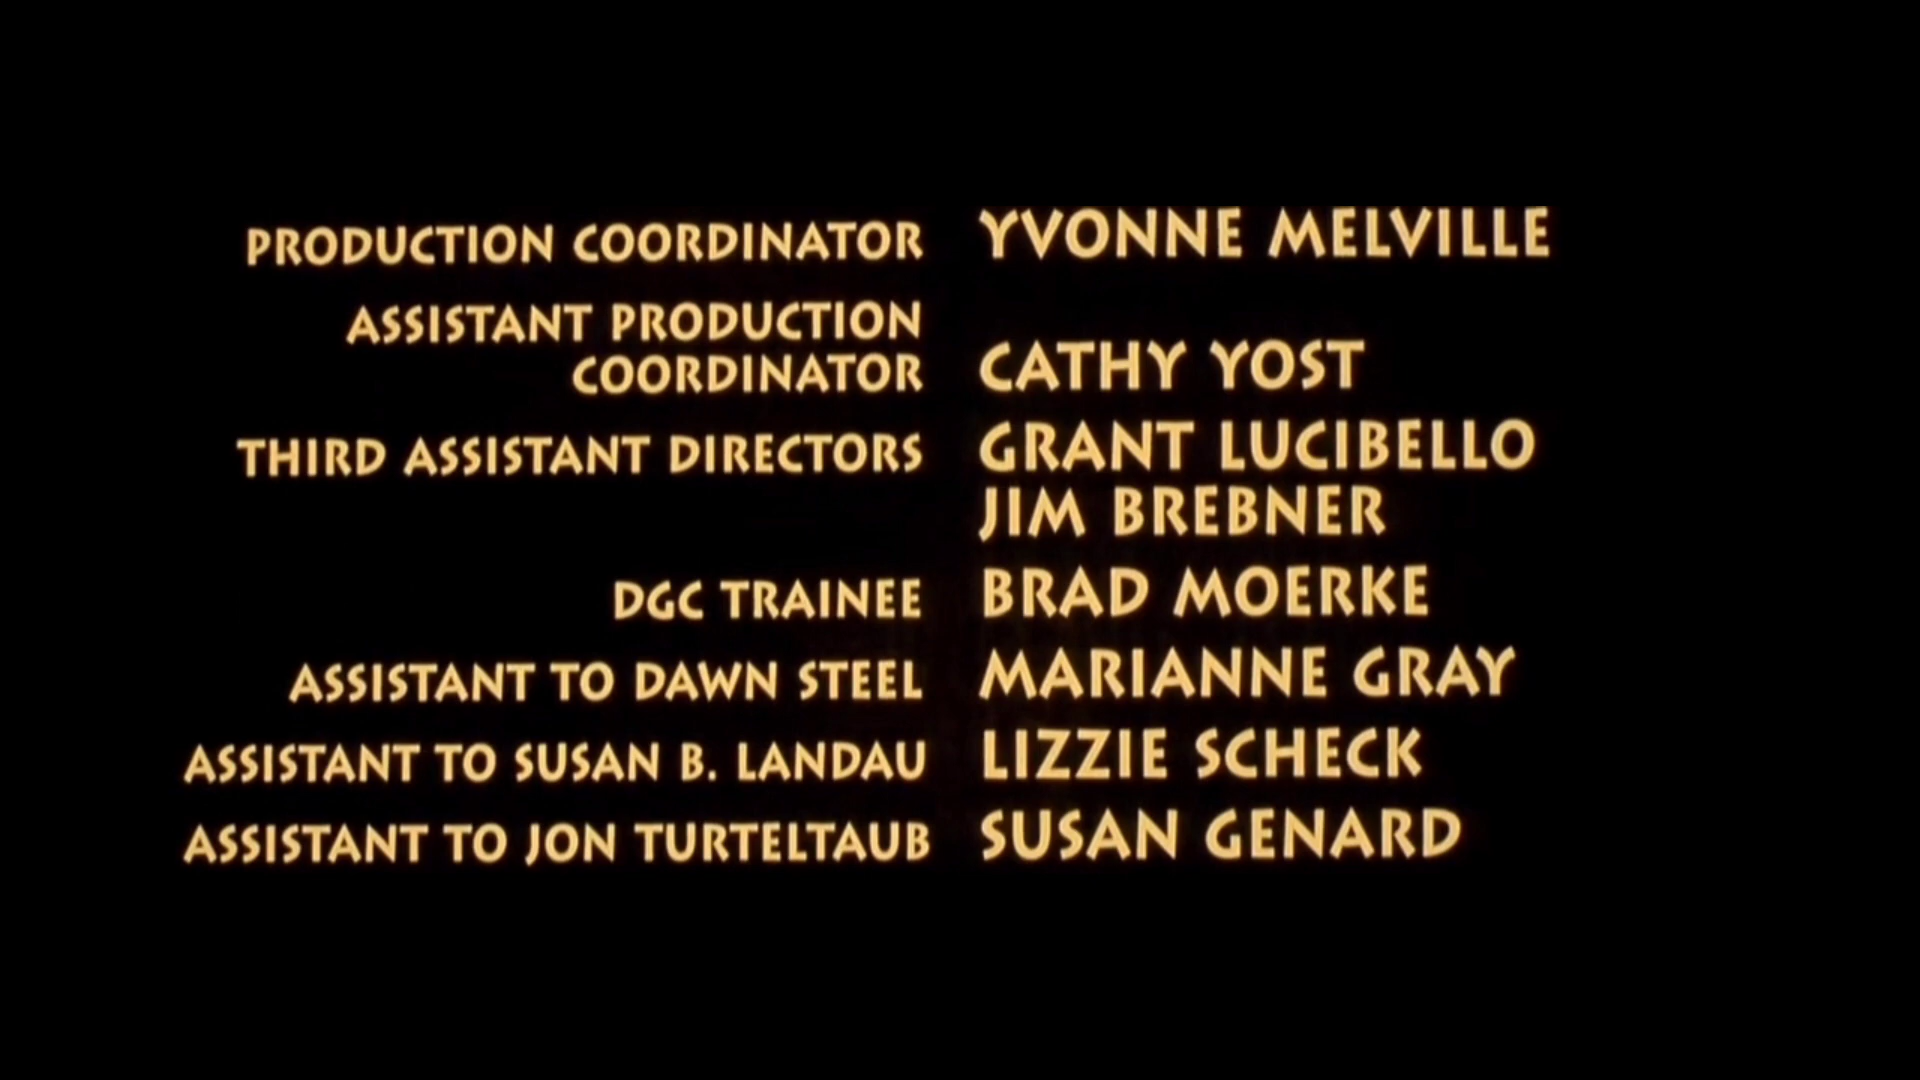 PRODUCTION COORDINATOR YVONNE MELVILLE
ASSISTANT PRODUCTION
COORDINATOR CATHY YOST
THIRD ASSISTANT DIRECTORS GRANT LUCIBELLO
JIM BREBNER
DGC TRAINEE BRAD MOERKE
ASSISTANT TO DAWN STEEL MARIANNE GRAY
ASSISTANT TO SUSAN B. LANDAU LIZZIE SCHECK
ASSISTANT TO JON TURTELTAUB SUSAN GENARD